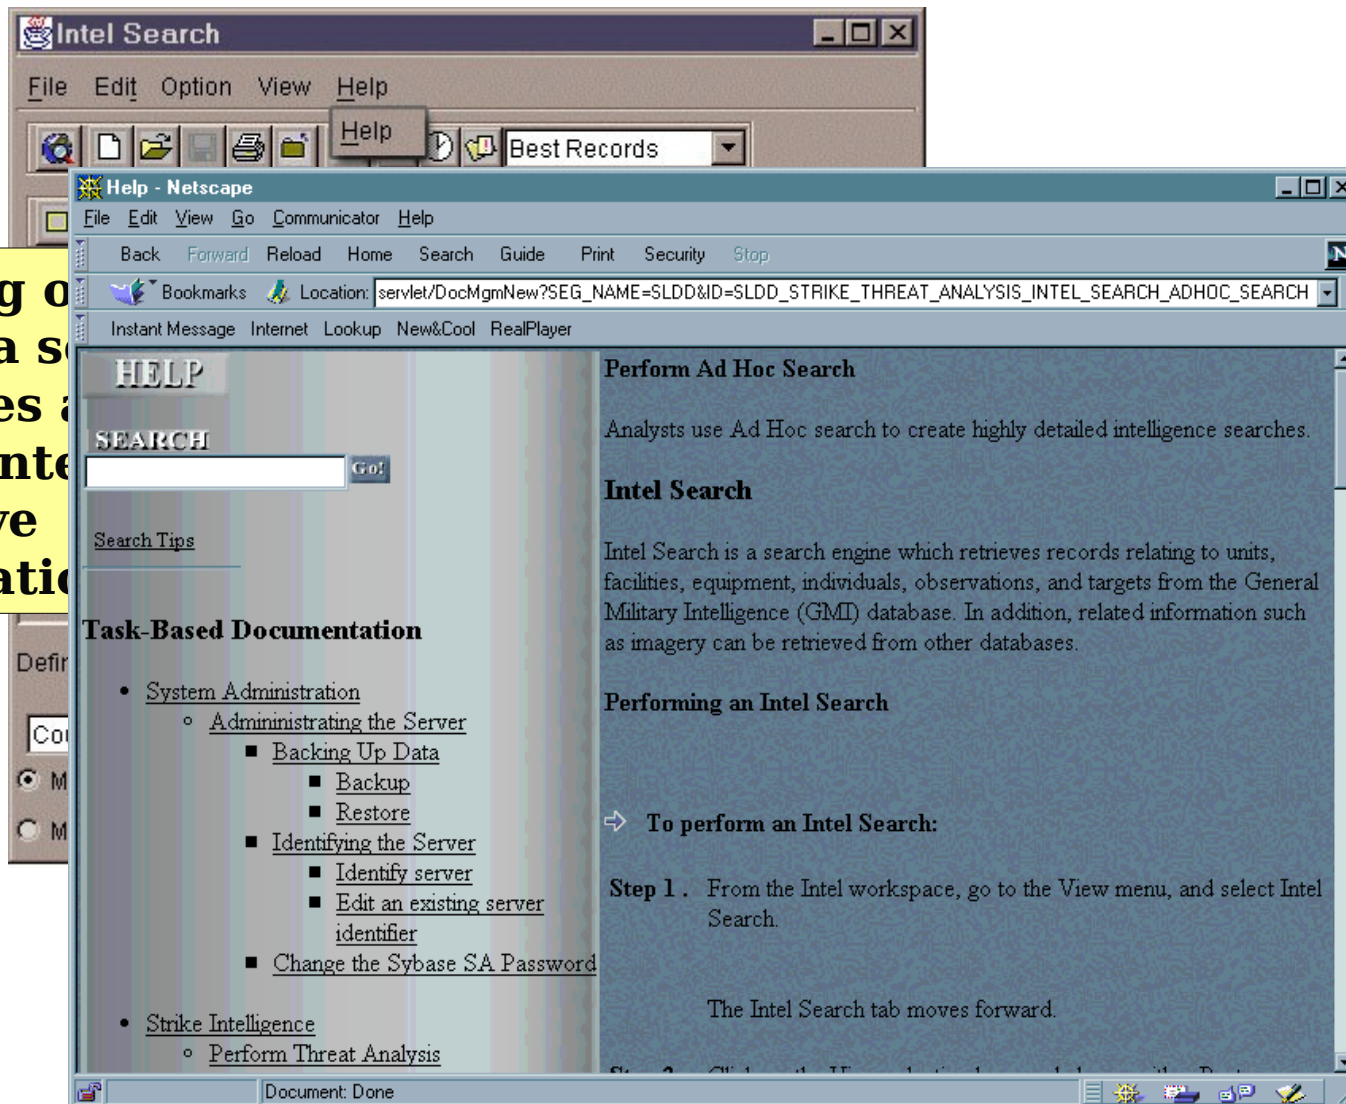 Intel Search
File Edit Option View Help
Help
Best Records
Help - Netscape
File Edit View Go Communicator Help
Back Forward Reload Home Search Guide Print Security Stop
Bookmarks Location: servlet/DocMgmNew?SEG_NAME=SLDD&ID=SLDD_STRIKE_THREAT_ANALYSIS_INTEL_SEARCH_ADHOC_SEARCH
Instant Message Internet Lookup New&Cool RealPlayer
HELP
SEARCH
Go!
Search Tips
Task-Based Documentation
• System Administration
Admininistrating the Server
Backing Up Data
Backup
Restore
Identifying the Server
Identify server
Edit an existing server
identifier
Change the Sybase SA Password
• Strike Intelligence
Perform Threat Analysis
Perform Ad Hoc Search
Analysts use Ad Hoc search to create highly detailed intelligence searches.
Intel Search
Intel Search is a search engine which retrieves records relating to units,
facilities, equipment, individuals, observations, and targets from the General
Military Intelligence (GMI) database. In addition, related information such
as imagery can be retrieved from other databases.
Performing an Intel Search
To perform an Intel Search:
Step 1 . From the Intel workspace, go to the View menu, and select Intel
Search.
The Intel Search tab moves forward.
Document: Done